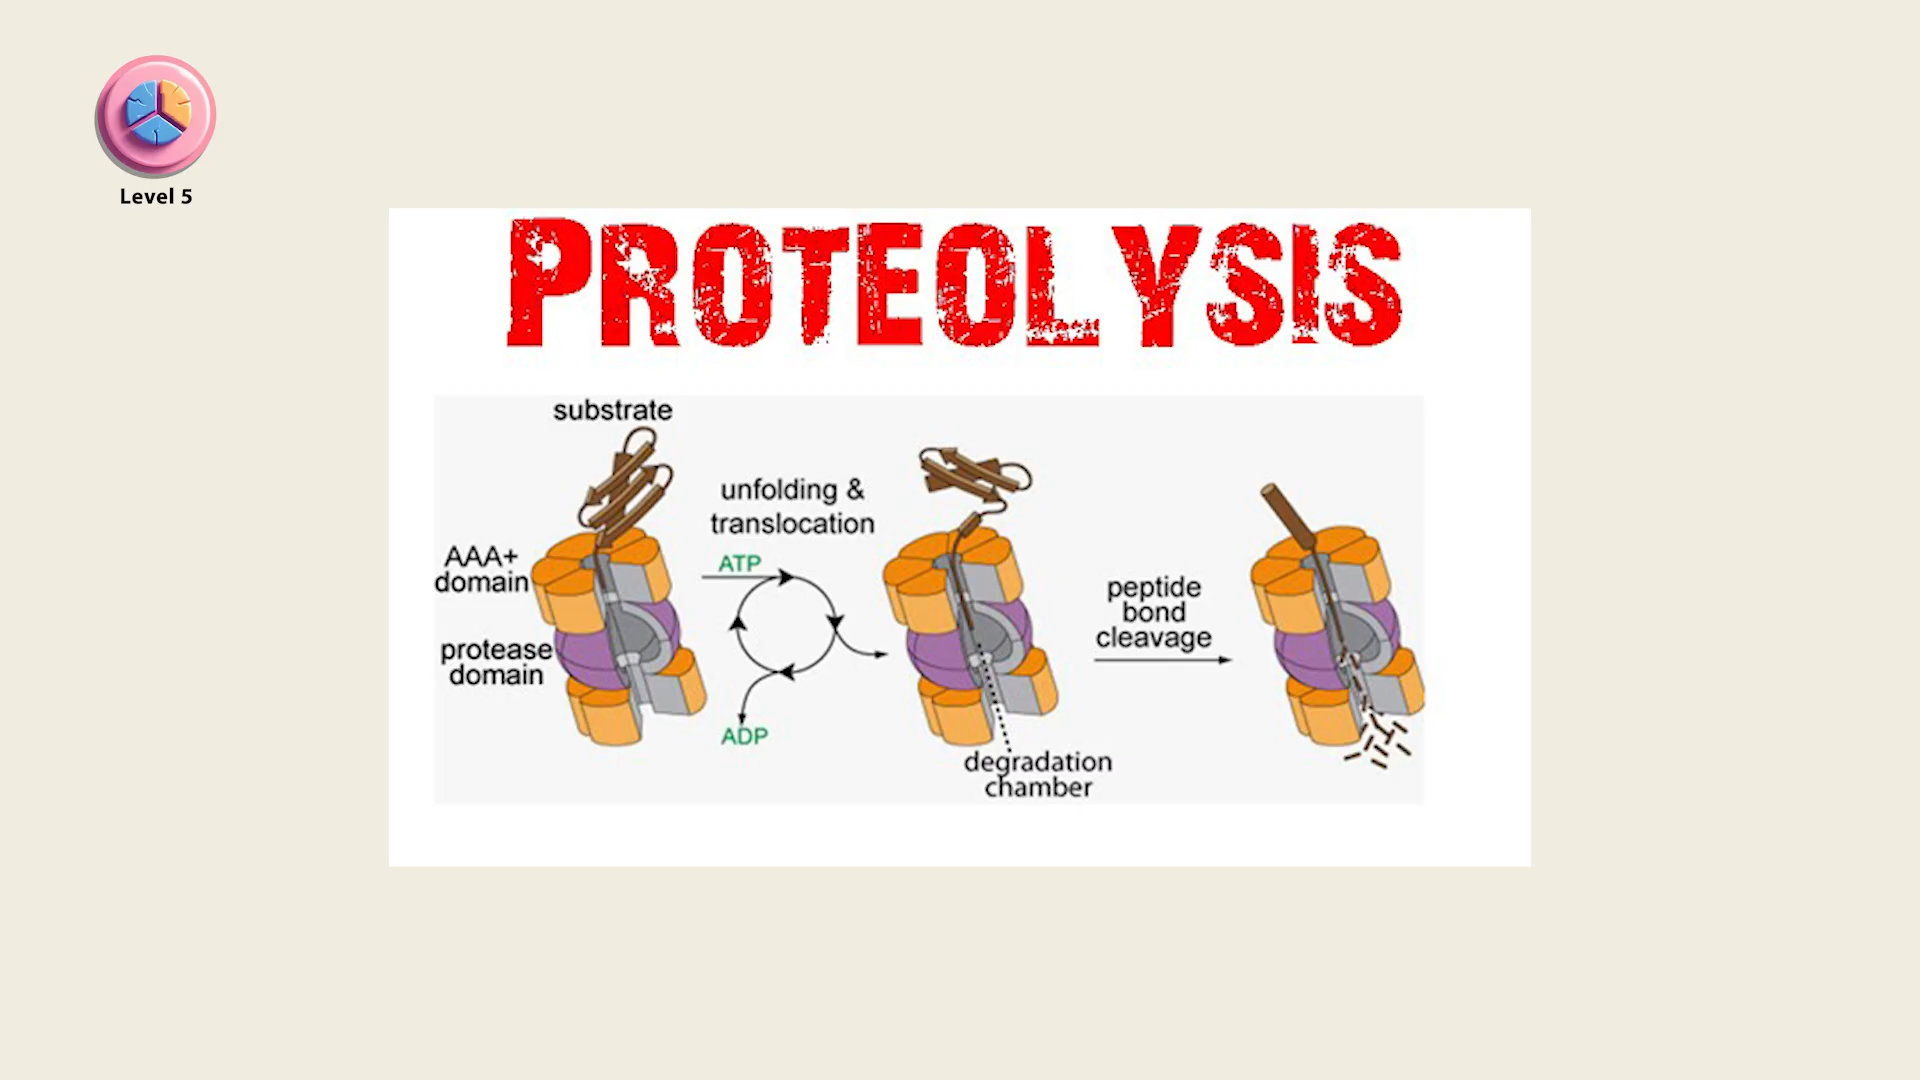 Level 5
PROTEOLYSIS
substrate
unfolding &
translocation
AAA+
domain
ATP
protease
domain
ADP
degradation
chamber
peptide
bond
cleavage